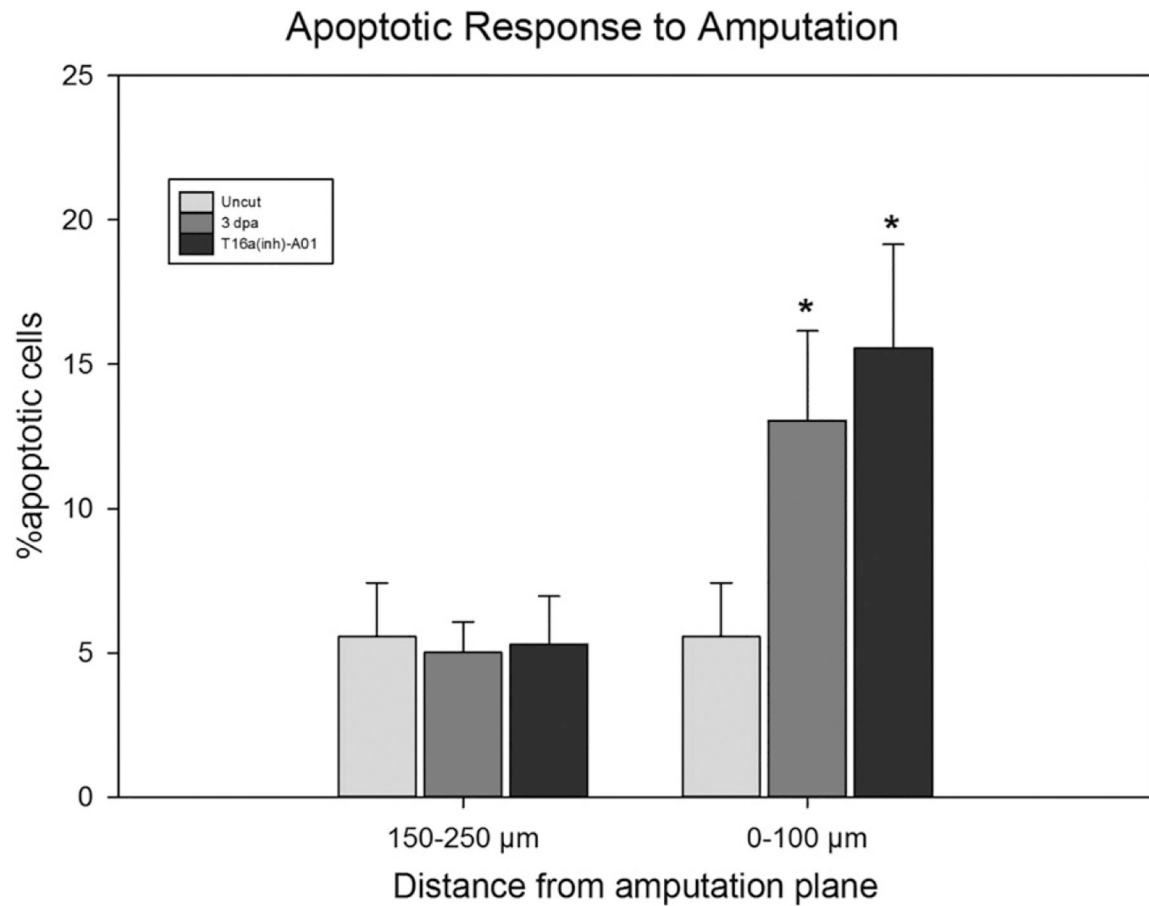 Apoptotic Response to Amputation
25
20
15
10
5
0
%apoptotic cells
Uncut
3 dpa
T16a(inh)-A01
*
*
150-250 µm
0-100 µm
Distance from amputation plane